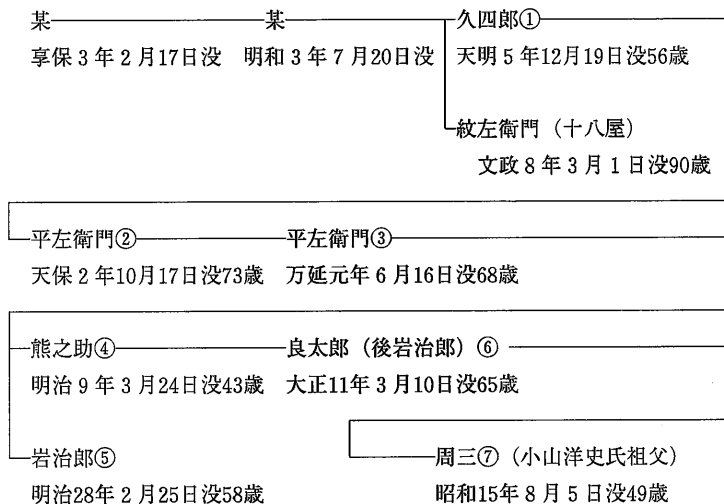 某 某 久四郎①
享保3年2月17日没 明和3年7月20日没 天明5年12月19日没56歳
紋左衛門（十八屋）
文政8年3月1日没90歳
平左衛門② 平左衛門③
天保2年10月17日没73歳 万延元年6月16日没68歳
熊之助④ 良太郎（後岩治郎）⑥
明治9年3月24日没43歳 大正11年3月10日没65歳
岩治郎⑤ 周三⑦（小山洋史氏祖父）
明治28年2月25日没58歳 昭和15年8月5日没49歳